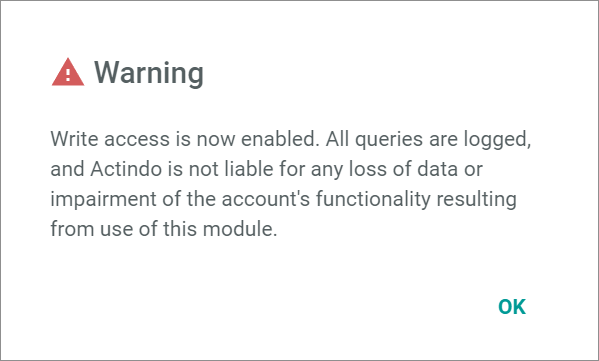 Warning
Write access is now enabled. All queries are logged,
and Actindo is not liable for any loss of data or
impairment of the account's functionality resulting
from use of this module.
OK